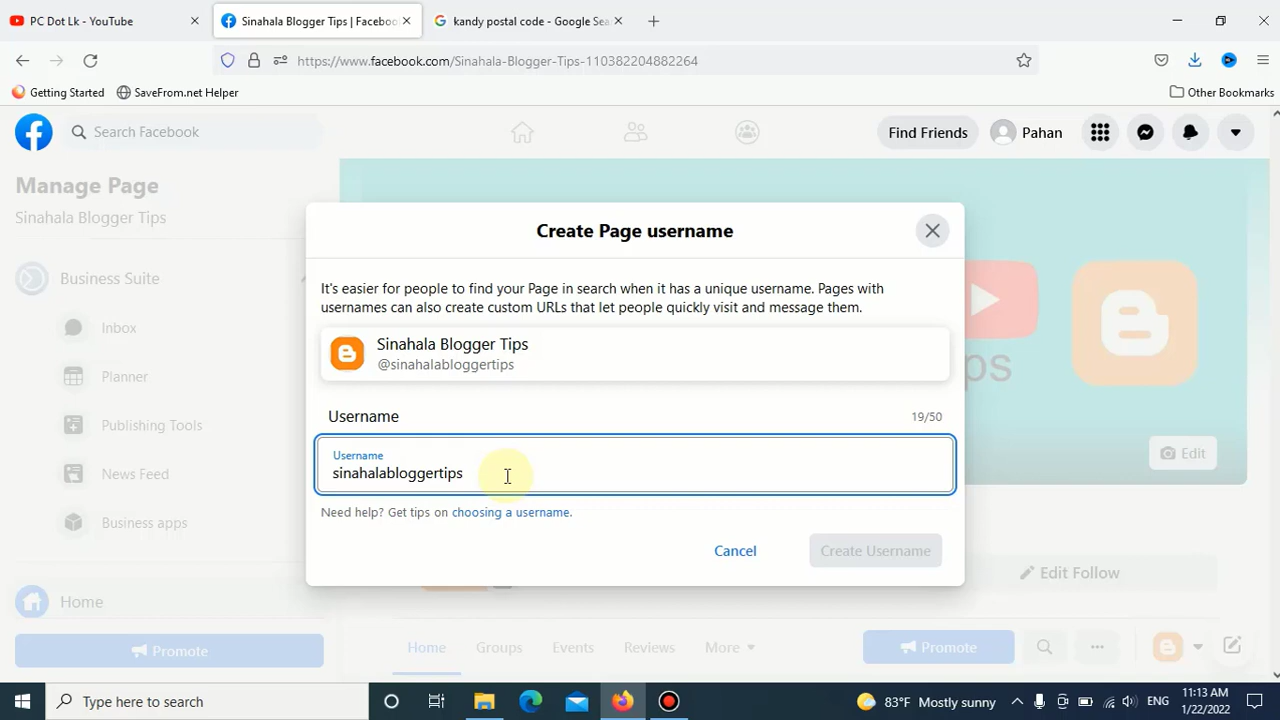 PC Dot Lk - YouTube
Sinahala Blogger Tips | Faceboo
kandy postal code - Google Sea
https://www.facebook.com/Sinahala-Blogger-Tips-110382204882264
Getting Started
SaveFrom.net Helper
Other Bookmarks
Search Facebook
Find Friends
Pahan
Manage Page
Sinahala Blogger Tips
Business Suite
Inbox
Planner
Publishing Tools
News Feed
Business apps
Home
Promote
Create Page username
It's easier for people to find your Page in search when it has a unique username. Pages with
usernames can also create custom URLs that let people quickly visit and message them.
Sinahala Blogger Tips
@sinahalabloggertips
Username
19/50
Username
sinahalabloggertips
Need help? Get tips on choosing a username.
Cancel
Create Username
ps
Edit
Edit Follow
Home
Groups
Events
Reviews
More
Promote
Type here to search
83°F Mostly sunny
ENG
11:13 AM
1/22/2022